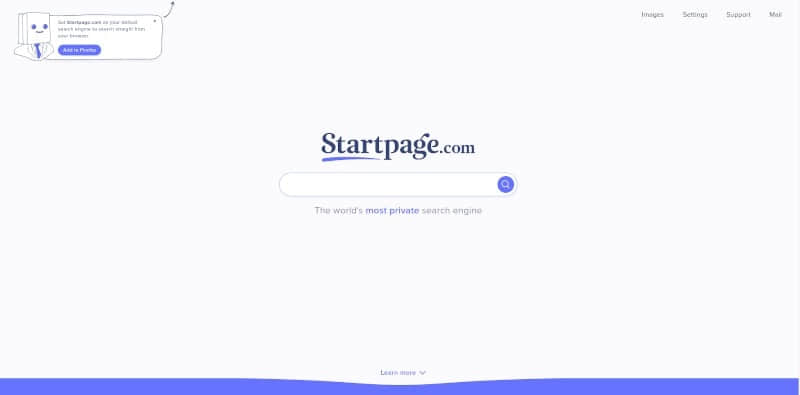 Set Startpage.com as your default
search engine to search straight from
your browser.
Add to Firefox
Images
Settings
Support
Mail
Startpage.com
The world's most private search engine
Learn more